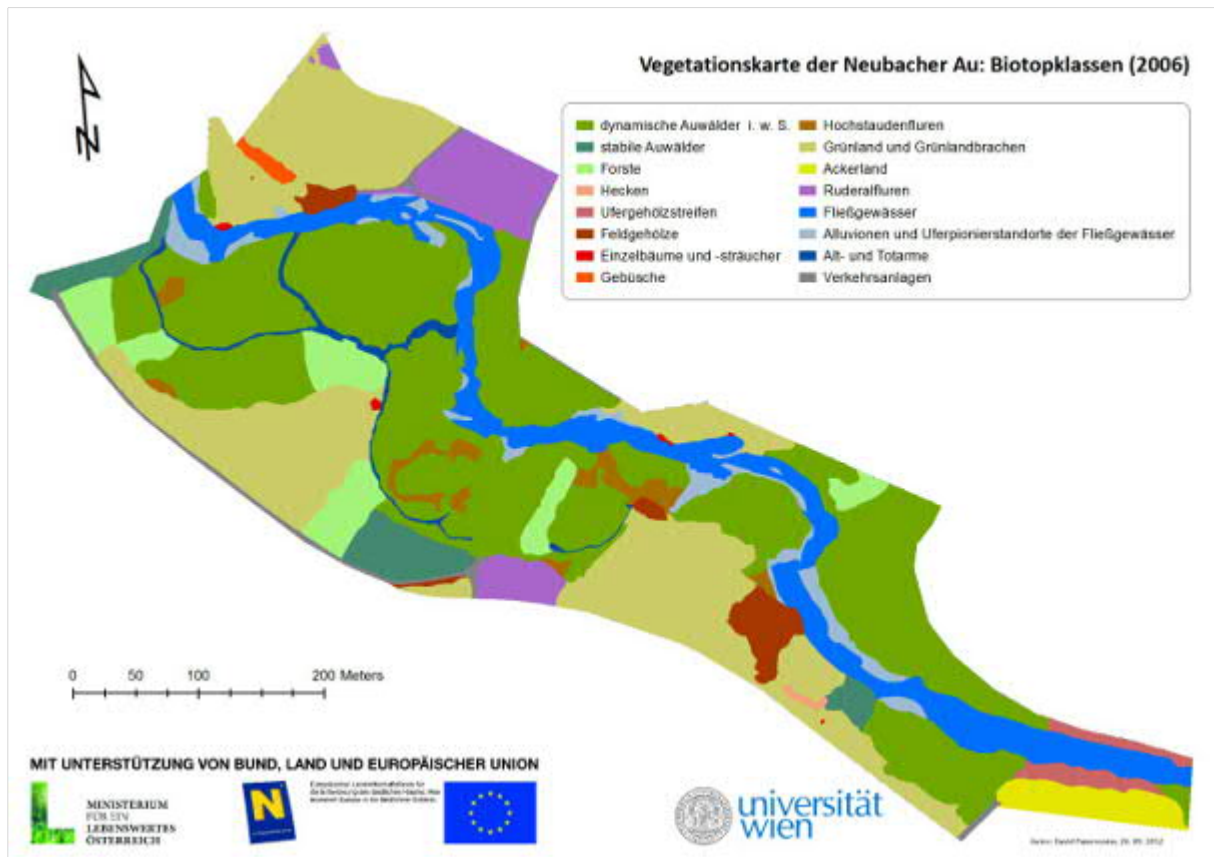 Vegetationskarte der Neubacher Au: Biotopklassen (2006)
dynamische Auwälder i. w. S.
stabile Auwälder
Forste
Hecken
Ufergehölzstreifen
Feldgehölze
Einzelbäume und -sträucher
Gebüsche
Hochstaudenfluren
Grünland und Grünlandbrachen
Ackerland
Ruderalfluren
Fließgewässer
Alluvionen und Uferpionierstandorte der Fließgewässer
Alt- und Totarme
Verkehrsanlagen
N
0 50 100 200 Meters
MIT UNTERSTÜTZUNG VON BUND, LAND UND EUROPÄISCHER UNION
MINISTERIUM
FÜR EIN
LEBENSWERTES
ÖSTERREICH
N
universität
wien